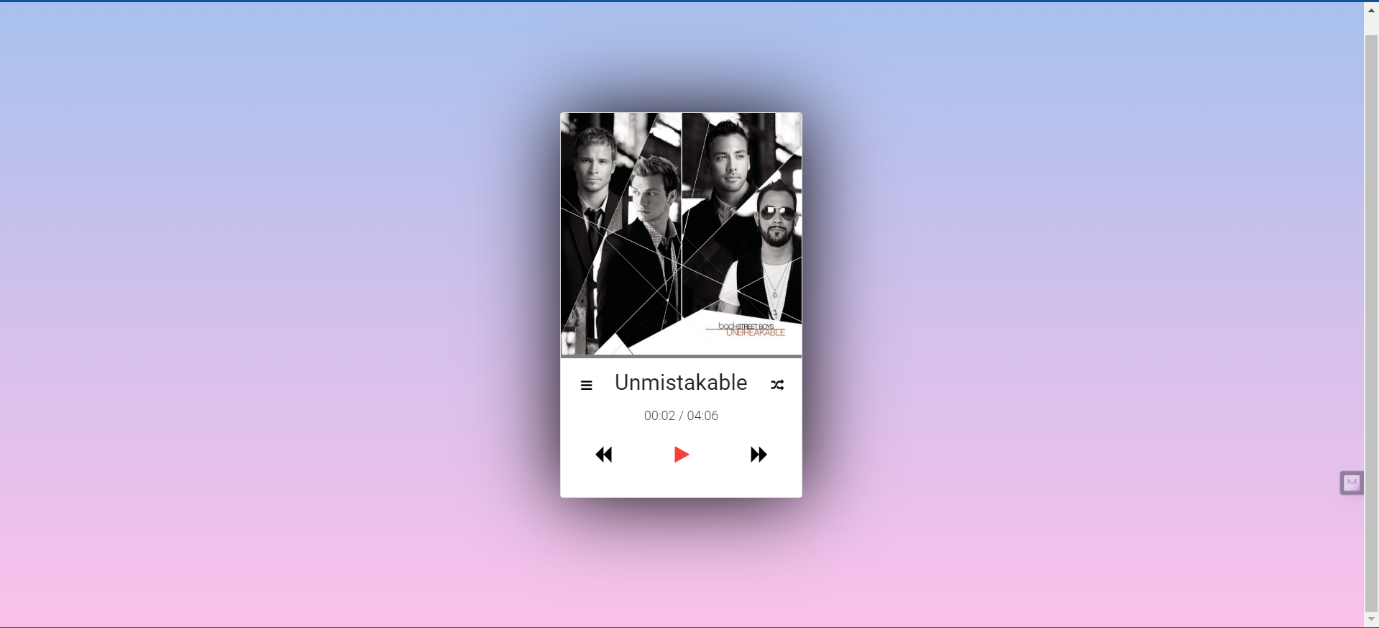 backSTREET BOYS
UNBREAKABLE
Unmistakable
00:02 / 04:06